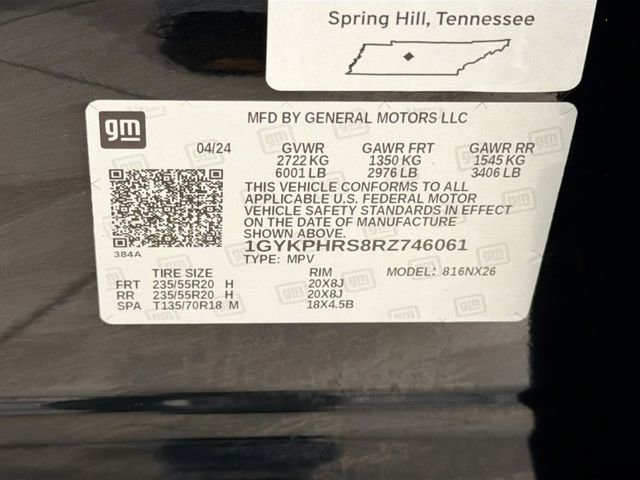 Spring Hill, Tennessee
gm
MFD BY GENERAL MOTORS LLC
04/24 GVWR GAWR FRT GAWR RR
2722 KG 1350 KG 1545 KG
6001 LB 2976 LB 3406 LB
THIS VEHICLE CONFORMS TO ALL
APPLICABLE U.S. FEDERAL MOTOR
VEHICLE SAFETY STANDARDS IN EFFECT
ON THE DATE OF MANUFACTURE
SHOWN ABOVE.
1GYKPHRS8RZ746061
384A
TYPE: MPV
TIRE SIZE RIM MODEL: 816NX26
FRT 235/55R20 H 20X8J
RR 235/55R20 H 20X8J
SPA T135/70R18 M 18X4.5B